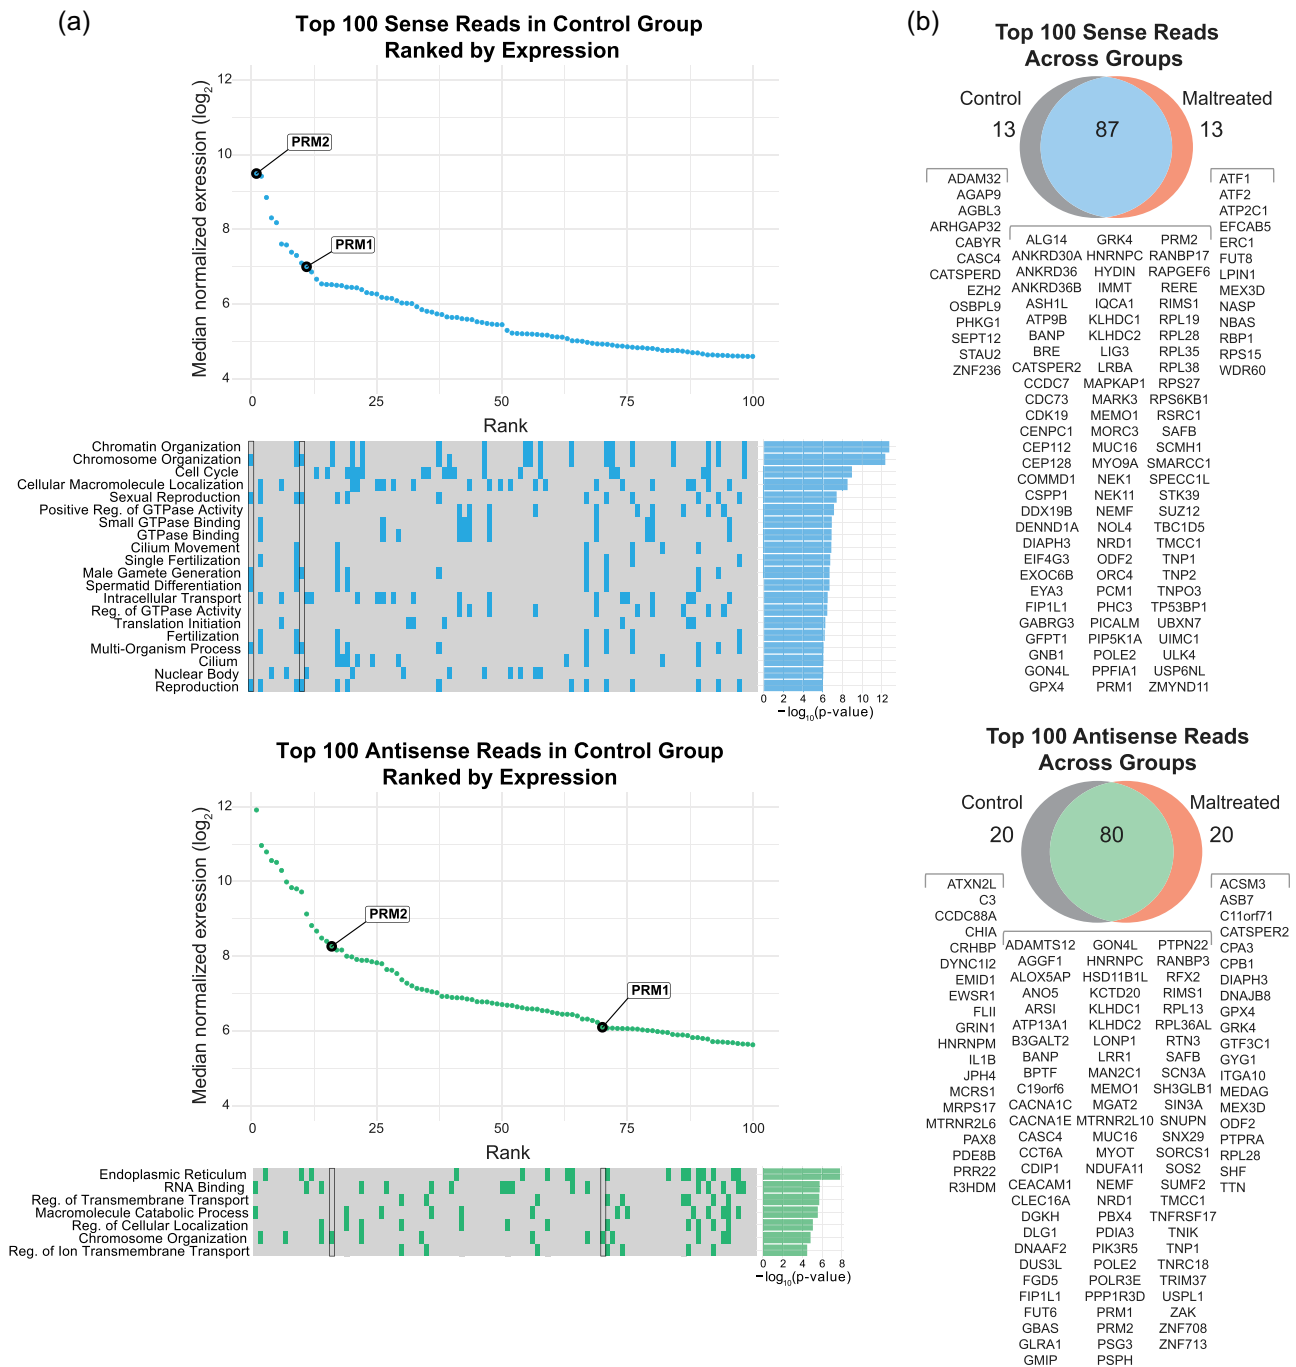 (a)
Top 100 Sense Reads in Control Group
Ranked by Expression
Median normalized exression (log2)
12
10
8
6
4
PRM2
PRM1
0
25
50
75
100
Rank
Chromatin Organization
Chromosome Organization
Cell Cycle
Cellular Macromolecule Localization
Sexual Reproduction
Positive Reg. of GTPase Activity
Small GTPase Binding
GTPase Binding
Cilium Movement
Single Fertilization
Male Gamete Generation
Spermatid Differentiation
Intracellular Transport
Reg. of GTPase Activity
Translation Initiation
Fertilization
Multi-Organism Process
Cilium
Nuclear Body
Reproduction
0 2 4 6 8 10 12
−log10(p-value)
Top 100 Antisense Reads in Control Group
Ranked by Expression
Median normalized expression (log2)
12
10
8
6
4
PRM2
PRM1
0
25
50
75
100
Rank
Endoplasmic Reticulum
RNA Binding
Reg. of Transmembrane Transport
Macromolecule Catabolic Process
Reg. of Cellular Localization
Chromosome Organization
Reg. of Ion Transmembrane Transport
0 2 4 6 8
−log10(p-value)
(b)
Top 100 Sense Reads
Across Groups
Control
13
87
Maltreated
13
ADAM32
AGAP9
AGBL3
ARHGAP32
CABYR
CASC4
CATSPERD
EZH2
OSBPL9
PHKG1
SEPT12
STAU2
ZNF236
ALG14 GRK4 PRM2
ANKRD30A HNRNPC RANBP17
ANKRD36 HYDIN RAPGEF6
ANKRD36B IMMT RERE
ASH1L IQCA1 RIMS1
ATP9B KLHDC1 RPL19
BANP KLHDC2 RPL28
BRE LIG3 RPL35
CATSPER2 LRBA RPL38
CCDC7 MAPKAP1 RPS27
CDC73 MARK3 RPS6KB1
CDK19 MEMO1 RSRC1
CENPC1 MORC3 SAFB
CEP112 MUC16 SCMH1
CEP128 MYO9A SMARCC1
COMMD1 NEK1 SPECC1L
CSPP1 NEK11 STK39
DDX19B NEMF SUZ12
DENND1A NOL4 TBC1D5
DIAPH3 NRD1 TMCC1
EIF4G3 ODF2 TNP1
EXOC6B ORC4 TNP2
EYA3 PCM1 TNPO3
FIP1L1 PHC3 TP53BP1
GABRG3 PICALM UBXN7
GFPT1 PIP5K1A UIMC1
GNB1 POLE2 ULK4
GON4L PPFIA1 USP6NL
GPX4 PRM1 ZMYND11
ATF1
ATF2
ATP2C1
EFCAB5
ERC1
FUT8
LPIN1
MEX3D
NASP
NBAS
RBP1
RPS15
WDR60
Top 100 Antisense Reads
Across Groups
Control
20
80
Maltreated
20
ATXN2L
C3
CCDC88A
CHIA
CRHBP
DYNC1I2
EMID1
EWSR1
FLII
GRIN1
HNRNPM
IL1B
JPH4
MCRS1
MRPS17
MTRNR2L6
PAX8
PDE8B
PRR22
R3HDM
ADAMTS12 GON4L PTPN22
AGGF1 HNRNPC RANBP3
ALOX5AP HSD11B1L RFX2
ANO5 KCTD20 RIMS1
ARSI KLHDC1 RPL13
ATP13A1 KLHDC2 RPL36AL
B3GALT2 LONP1 RTN3
BANP LRR1 SAFB
BPTF MAN2C1 SCN3A
C19orf6 MEMO1 SH3GLB1
CACNA1C MGAT2 SIN3A
CACNA1E MTRNR2L10 SNUPN
CASC4 MUC16 SNX29
CCT6A MYOT SORCS1
CDIP1 NDUFA11 SOS2
CEACAM1 NEMF SUMF2
CLEC16A NRD1 TMCC1
DGKH PBX4 TNFRSF17
DLG1 PDIA3 TNIK
DNAAF2 PIK3R5 TNP1
DUS3L POLE2 TNRC18
FGD5 POLR3E TRIM37
FIP1L1 PPP1R3D USPL1
FUT6 PRM1 ZAK
GBAS PRM2 ZNF708
GLRA1 PSG3 ZNF713
GMIP PSPH
ACSM3
ASB7
C11orf71
CATSPER2
CPA3
CPB1
DIAPH3
DNAJB8
GPX4
GRK4
GTF3C1
GYG1
ITGA10
MEDAG
MEX3D
ODF2
PTPRA
RPL28
SHF
TTN